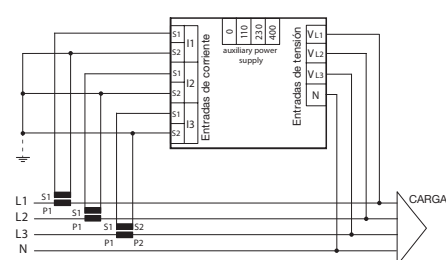 S1
I1
S2
S1
I2
S2
S1
I3
S2
Entradas de corriente
0
110
230
400
auxiliary power
supply
Entradas de tensión
VL1
VL2
VL3
N
L1
S1
P1
L2
S1
P1
L3
S1
S2
P1
P2
N
CARGA